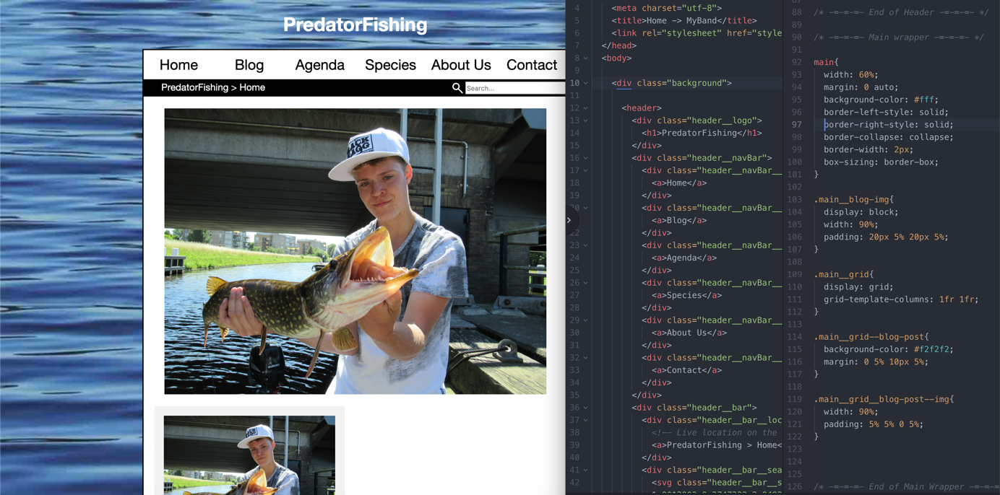 PredatorFishing
Home Blog Agenda Species About Us Contact
PredatorFishing > Home
Search...
4 <meta charset="utf-8">
5 <title>Home -> MyBand</title>
6 <link rel="stylesheet" href="style
7 </head>
8 <body>
9
10 <div class="background">
11
12 <header>
13 <div class="header__logo">
14 <h1>PredatorFishing</h1>
15 </div>
16 <div class="header__navBar">
17 <div class="header__navBar__
18 <a>Home</a>
19 </div>
20 <div class="header__navBar__
<a>Blog</a>
22 </div>
23 <div class="header__navBar__
24 <a>Agenda</a>
25 </div>
26 <div class="header__navBar__
27 <a>Species</a>
28 </div>
29 <div class="header__navBar__
30 <a>About Us</a>
31 </div>
32 <div class="header__navBar__
33 <a>Contact</a>
34 </div>
35 </div>
36 <div class="header__bar">
37 <div class="header__bar__loc
38 <!-- Live location on the
39 <a>PredatorFishing > Home<
40 </div>
41 <div class="header__bar__sea
42 <svg class="header__bar__s
88 /* -=-=-=- End of Header -=-=-=- */
89
90 /* -=-=-=- Main wrapper -=-=-=- */
91
92 main{
93 width: 60%;
94 margin: 0 auto;
95 background-color: #fff;
96 border-left-style: solid;
97 border-right-style: solid;
98 border-collapse: collapse;
99 border-width: 2px;
100 box-sizing: border-box;
101 }
102
103 .main__blog-img{
104 display: block;
105 width: 90%;
106 padding: 20px 5% 20px 5%;
107 }
108
109 .main__grid{
110 display: grid;
111 grid-template-columns: 1fr 1fr;
112 }
113
114 .main__grid--blog-post{
115 background-color: #f2f2f2;
116 margin: 0 5% 10px 5%;
117 }
118
119 .main__grid__blog-post--img{
120 width: 90%;
121 padding: 5% 5% 0 5%;
122 }
123
124
125
126 /* -=-=-=- End of Main Wrapper -=-=-=